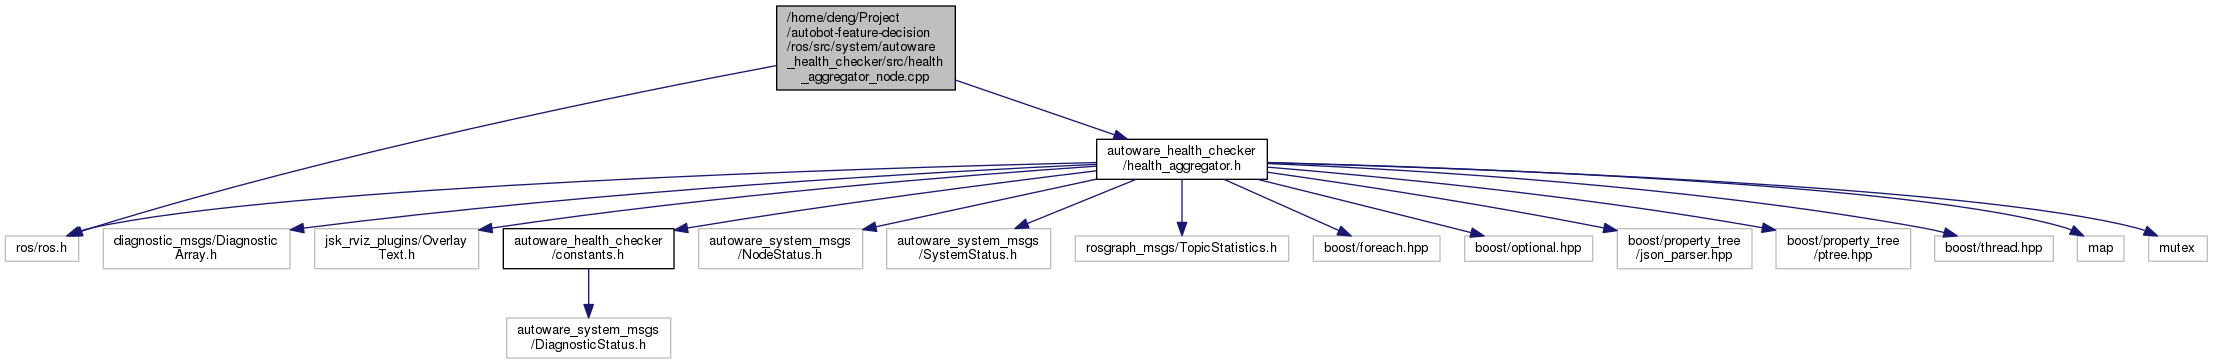 /home/deng/Project
/autobot-feature-decision
/ros/src/system/autoware
_health_checker/src/health
_aggregator_node.cpp
autoware_health_checker
/health_aggregator.h
ros/ros.h
diagnostic_msgs/Diagnostic
Array.h
jsk_rviz_plugins/Overlay
Text.h
autoware_health_checker
/constants.h
autoware_system_msgs
/NodeStatus.h
autoware_system_msgs
/SystemStatus.h
rosgraph_msgs/TopicStatistics.h
boost/foreach.hpp
boost/optional.hpp
boost/property_tree
/json_parser.hpp
boost/property_tree
/ptree.hpp
boost/thread.hpp
map
mutex
autoware_system_msgs
/DiagnosticStatus.h